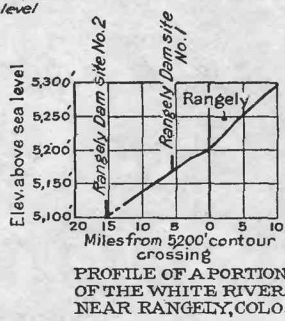 level
Rangely Dam site No. 2
Rangely Dam site
No. 1
Elev. above sea level
5,300'
5,250'
5,200'
5,150'
5,100'
Rangely
20 15 10 5 0 5 10
Miles from 5200' contour
crossing
PROFILE OF A PORTION
OF THE WHITE RIVER
NEAR RANGELY, COLO